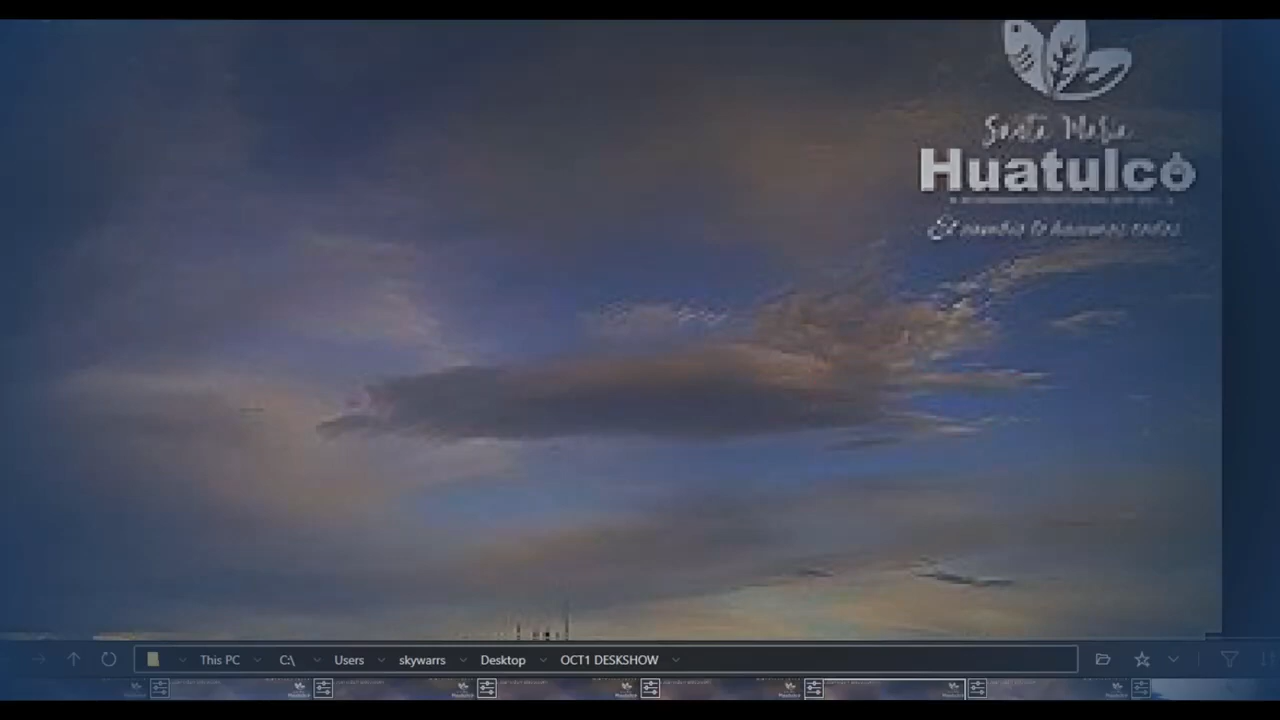 Santa María
Huatulco
El cambio lo hacemos todos
This PC C:\ Users skywarrs Desktop OCT1 DESKSHOW